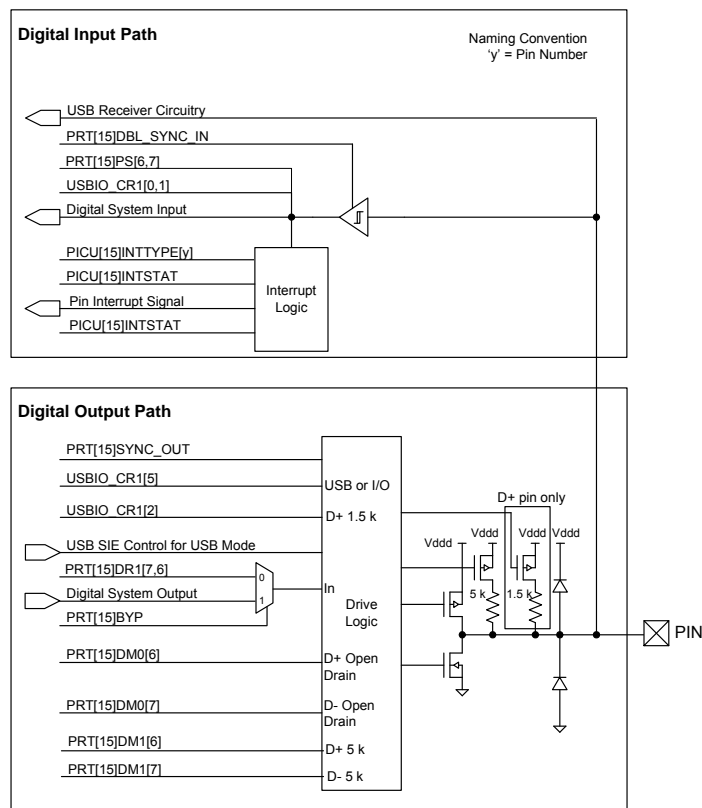 Digital Input Path
Naming Convention
'y' = Pin Number
USB Receiver Circuitry
PRT[15]DBL_SYNC_IN
PRT[15]PS[6,7]
USBIO_CR1[0,1]
Digital System Input
PICU[15]INTTYPE[y]
PICU[15]INTSTAT
Pin Interrupt Signal
PICU[15]INTSTAT
Interrupt
Logic
Digital Output Path
PRT[15]SYNC_OUT
USBIO_CR1[5]
USB or I/O
USBIO_CR1[2]
D+ 1.5 k
D+ pin only
USB SIE Control for USB Mode
Vddd
Vddd
Vddd
Vddd
PRT[15]DR1[7,6]
0
Digital System Output
1
In
5 k
1.5 k
PRT[15]BYP
Drive
Logic
PIN
PRT[15]DM0[6]
D+ Open
Drain
PRT[15]DM0[7]
D- Open
Drain
PRT[15]DM1[6]
D+ 5 k
PRT[15]DM1[7]
D- 5 k